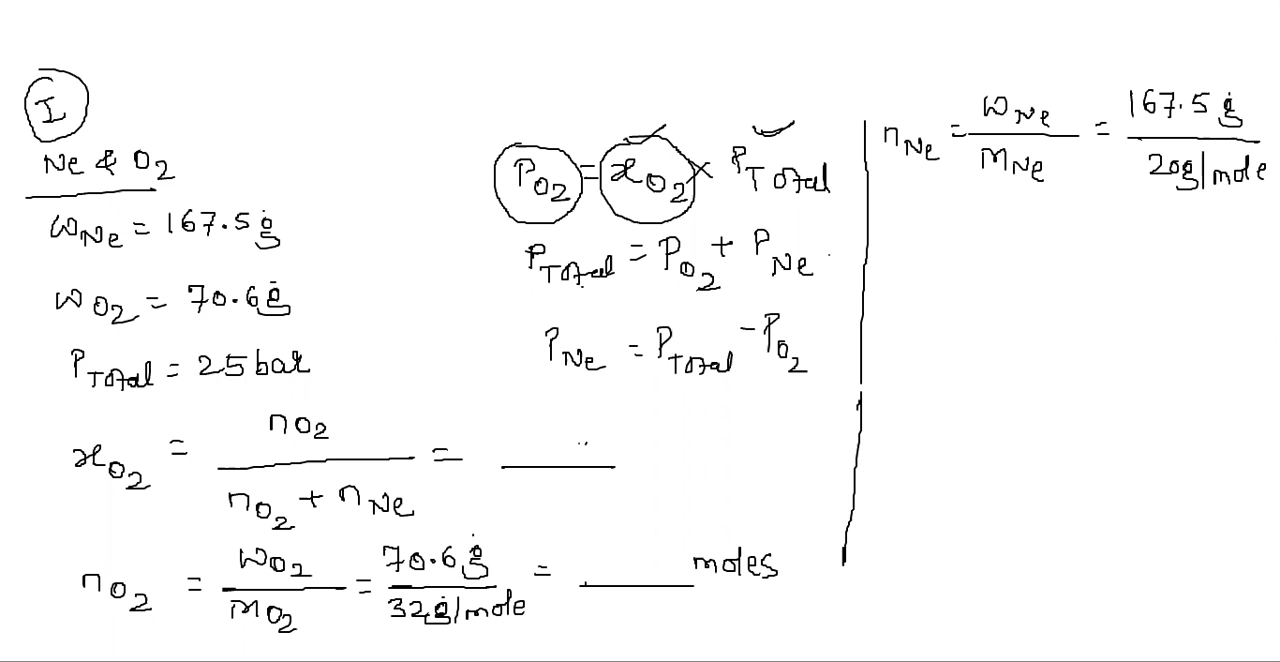 I
Ne & O2
WNe = 167.5 g
WO2 = 70.6 g
PTotal = 25 bar
xO2 = nO2 / (nO2 + nNe) = ____
nO2 = WO2 / MO2 = 70.6 g / 32 g/mole = ____ moles
PO2 = xO2 × PTotal
PTotal = PO2 + PNe
PNe = PTotal - PO2
nNe = WNe / MNe = 167.5 g / 20g/mole